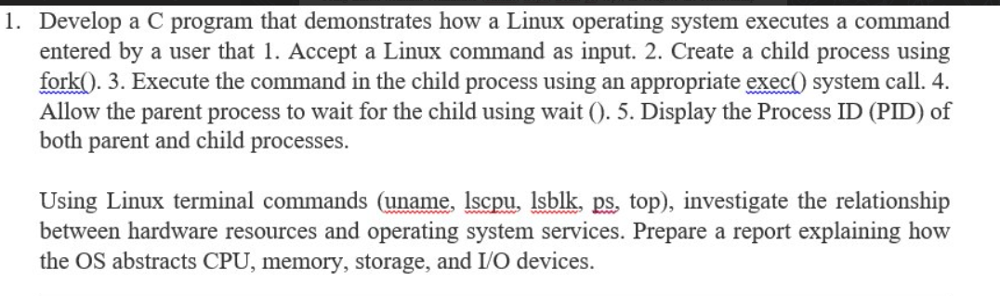 1. Develop a C program that demonstrates how a Linux operating system executes a command
entered by a user that 1. Accept a Linux command as input. 2. Create a child process using
fork(). 3. Execute the command in the child process using an appropriate exec() system call. 4.
Allow the parent process to wait for the child using wait (). 5. Display the Process ID (PID) of
both parent and child processes.
Using Linux terminal commands (uname, lscpu, lsblk, ps, top), investigate the relationship
between hardware resources and operating system services. Prepare a report explaining how
the OS abstracts CPU, memory, storage, and I/O devices.